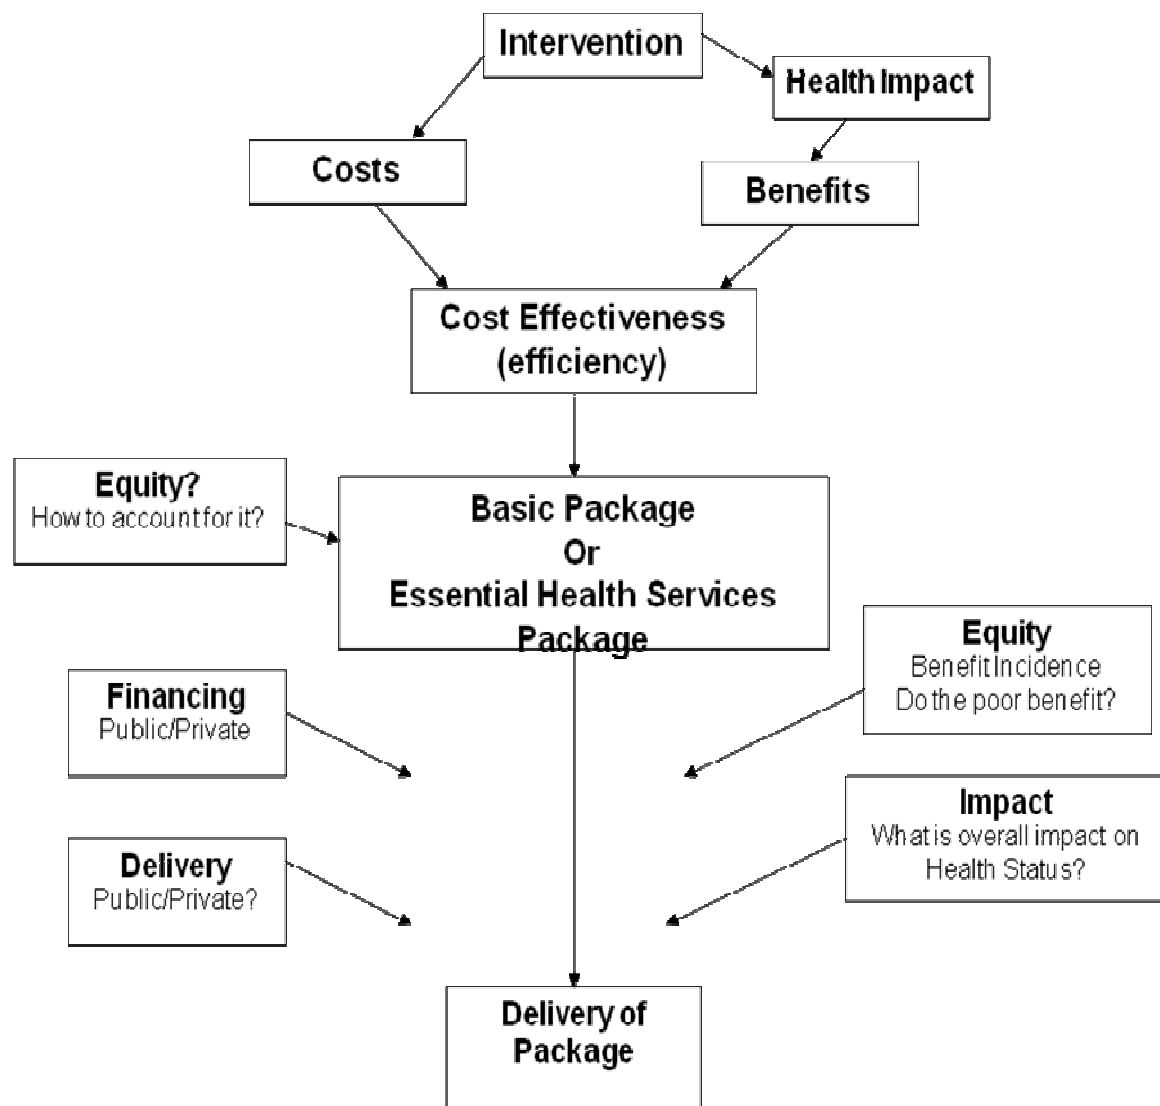 Intervention
Health Impact
Costs
Benefits
Cost Effectiveness
(efficiency)
Equity?
How to account for it?
Basic Package
Or
Essential Health Services
Package
Equity
Benefit Incidence
Do the poor benefit?
Financing
Public/Private
Impact
What is overall impact on
Health Status?
Delivery
Public/Private?
Delivery of
Package